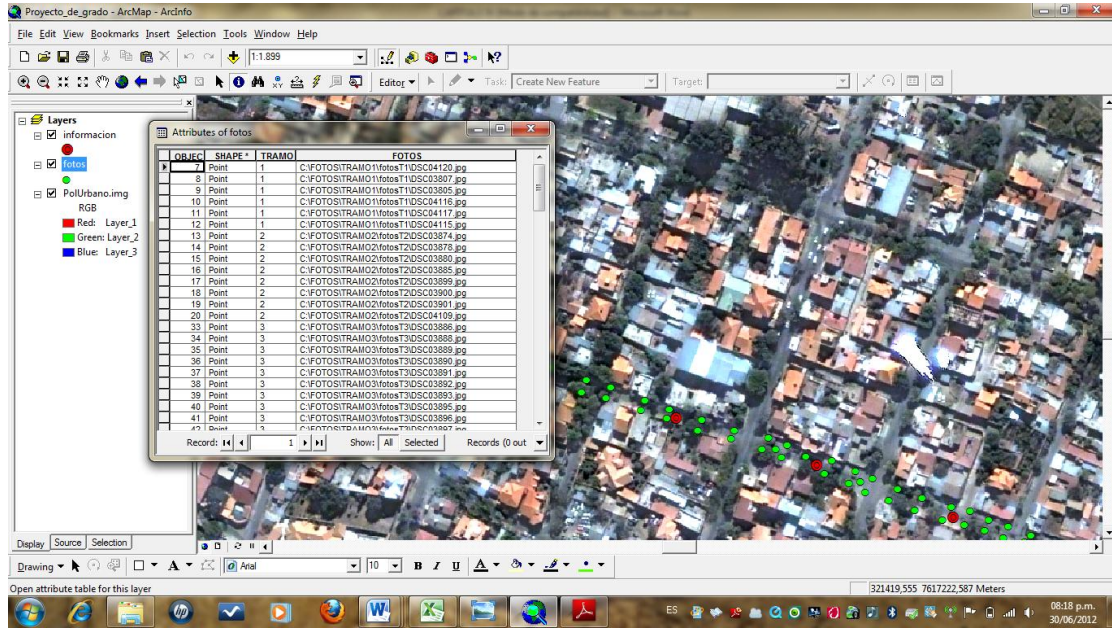 Proyecto_de_grado - ArcMap - ArcInfo
File Edit View Bookmarks Insert Selection Tools Window Help
1:1.899
Editor Task: Create New Feature Target:
Layers
informacion
fotos
PolUrbano.img
RGB
Red: Layer_1
Green: Layer_2
Blue: Layer_3
Attributes of fotos
OBJEC SHAPE * TRAMO FOTOS
7 Point 1 C:\FOTOS\TRAMO1\fotosT1\DSC04120.jpg
8 Point 1 C:\FOTOS\TRAMO1\fotosT1\DSC03807.jpg
9 Point 1 C:\FOTOS\TRAMO1\fotosT1\DSC03805.jpg
10 Point 1 C:\FOTOS\TRAMO1\fotosT1\DSC04116.jpg
11 Point 1 C:\FOTOS\TRAMO1\fotosT1\DSC04117.jpg
12 Point 1 C:\FOTOS\TRAMO1\fotosT1\DSC04115.jpg
13 Point 2 C:\FOTOS\TRAMO2\fotosT2\DSC03874.jpg
14 Point 2 C:\FOTOS\TRAMO2\fotosT2\DSC03878.jpg
15 Point 2 C:\FOTOS\TRAMO2\fotosT2\DSC03880.jpg
16 Point 2 C:\FOTOS\TRAMO2\fotosT2\DSC03885.jpg
17 Point 2 C:\FOTOS\TRAMO2\fotosT2\DSC03899.jpg
18 Point 2 C:\FOTOS\TRAMO2\fotosT2\DSC03900.jpg
19 Point 2 C:\FOTOS\TRAMO2\fotosT2\DSC03901.jpg
20 Point 2 C:\FOTOS\TRAMO2\fotosT2\DSC04109.jpg
33 Point 3 C:\FOTOS\TRAMO3\fotosT3\DSC03886.jpg
34 Point 3 C:\FOTOS\TRAMO3\fotosT3\DSC03888.jpg
35 Point 3 C:\FOTOS\TRAMO3\fotosT3\DSC03889.jpg
36 Point 3 C:\FOTOS\TRAMO3\fotosT3\DSC03890.jpg
37 Point 3 C:\FOTOS\TRAMO3\fotosT3\DSC03891.jpg
38 Point 3 C:\FOTOS\TRAMO3\fotosT3\DSC03892.jpg
39 Point 3 C:\FOTOS\TRAMO3\fotosT3\DSC03893.jpg
40 Point 3 C:\FOTOS\TRAMO3\fotosT3\DSC03895.jpg
41 Point 3 C:\FOTOS\TRAMO3\fotosT3\DSC03896.jpg
42 Point 3 C:\FOTOS\TRAMO3\fotosT3\DSC03897.jpg
Record: 1 Show: All Selected Records (0 out
Display Source Selection
Drawing Arial 10 B I U A
Open attribute table for this layer
321419,555 7617222,587 Meters
ES
08:18 p.m.
30/06/2012